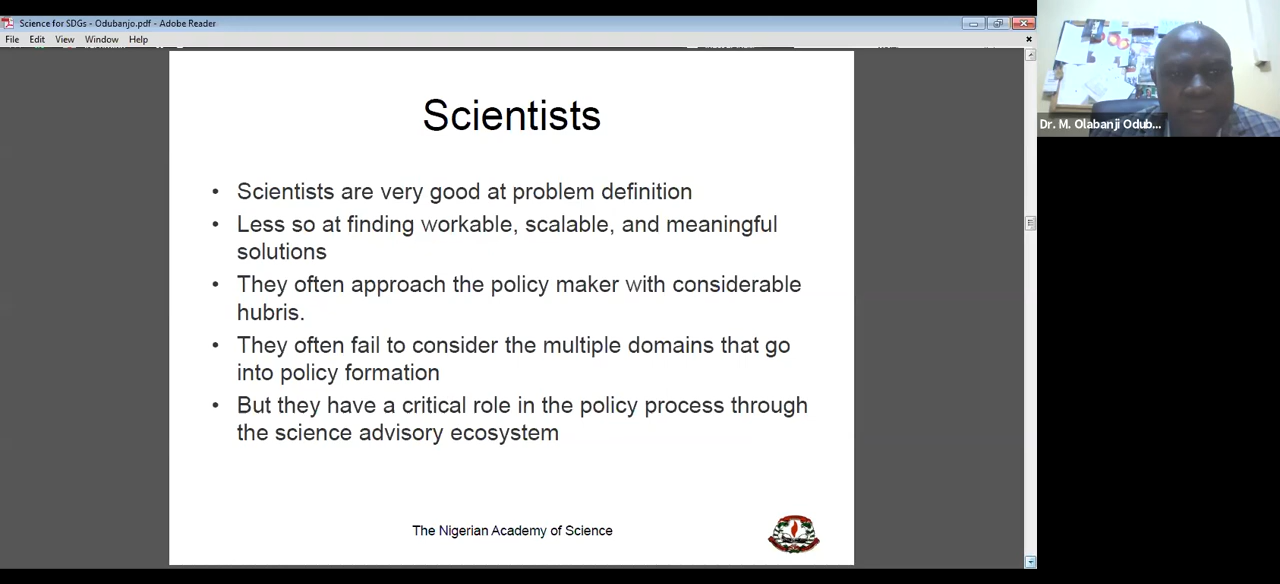 Science for SDGs - Odubanjo.pdf - Adobe Reader
File Edit View Window Help
Scientists
• Scientists are very good at problem definition
• Less so at finding workable, scalable, and meaningful
solutions
• They often approach the policy maker with considerable
hubris.
• They often fail to consider the multiple domains that go
into policy formation
• But they have a critical role in the policy process through
the science advisory ecosystem
The Nigerian Academy of Science
Dr. M. Olabanji Odub...